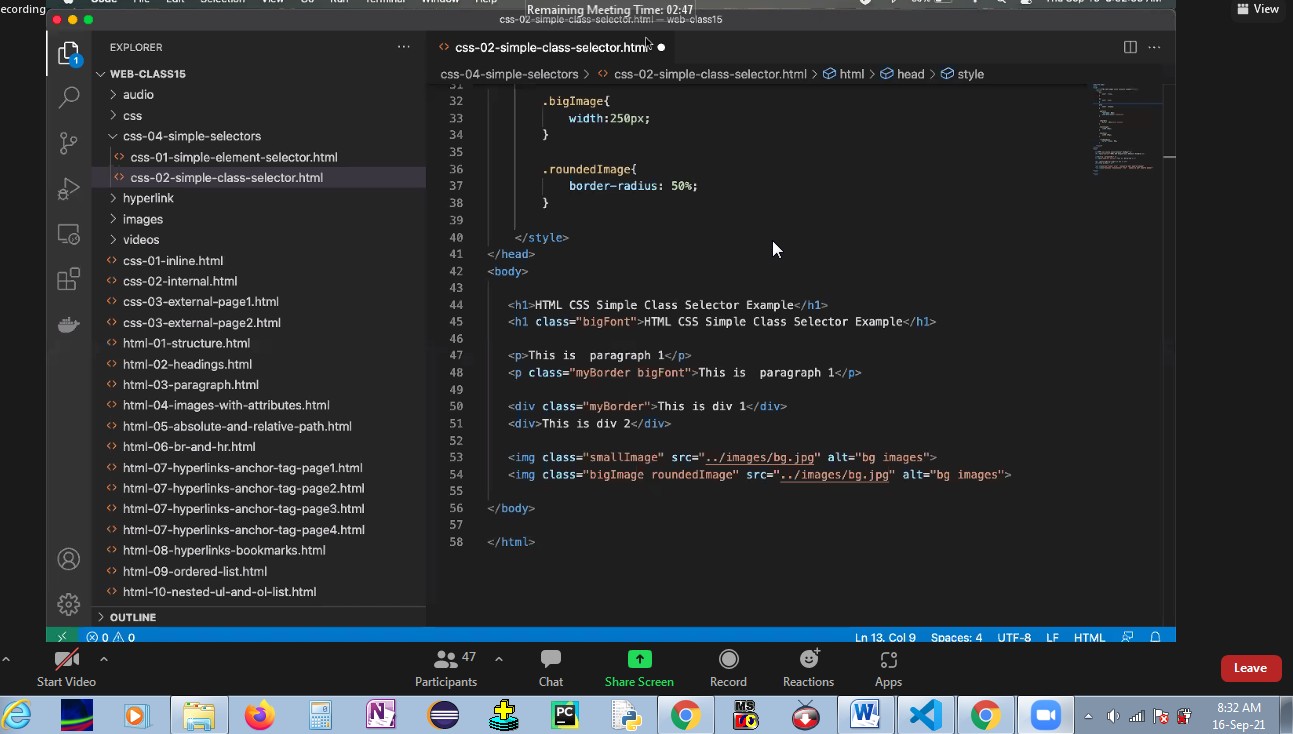 ecording
Remaining Meeting Time: 02:47
View
css-02-simple-class-selector.html — web-class15
EXPLORER
css-02-simple-class-selector.html
WEB-CLASS15
css-04-simple-selectors > css-02-simple-class-selector.html > html > head > style
audio
css
css-04-simple-selectors
css-01-simple-element-selector.html
css-02-simple-class-selector.html
hyperlink
images
videos
css-01-inline.html
css-02-internal.html
css-03-external-page1.html
css-03-external-page2.html
html-01-structure.html
html-02-headings.html
html-03-paragraph.html
html-04-images-with-attributes.html
html-05-absolute-and-relative-path.html
html-06-br-and-hr.html
html-07-hyperlinks-anchor-tag-page1.html
html-07-hyperlinks-anchor-tag-page2.html
html-07-hyperlinks-anchor-tag-page3.html
html-07-hyperlinks-anchor-tag-page4.html
html-08-hyperlinks-bookmarks.html
html-09-ordered-list.html
html-10-nested-ul-and-ol-list.html
OUTLINE
31
32 .bigImage{
33 width:250px;
34 }
35
36 .roundedImage{
37 border-radius: 50%;
38 }
39
40 </style>
41 </head>
42 <body>
43
44 <h1>HTML CSS Simple Class Selector Example</h1>
45 <h1 class="bigFont">HTML CSS Simple Class Selector Example</h1>
46
47 <p>This is  paragraph 1</p>
48 <p class="myBorder bigFont">This is  paragraph 1</p>
49
50 <div class="myBorder">This is div 1</div>
51 <div>This is div 2</div>
52
53 <img class="smallImage" src="../images/bg.jpg" alt="bg images">
54 <img class="bigImage roundedImage" src="../images/bg.jpg" alt="bg images">
55
56 </body>
57
58 </html>
0 0
Ln 13, Col 9 Spaces: 4 UTF-8 LF HTML
47
Start Video Participants Chat Share Screen Record Reactions Apps Leave
8:32 AM
16-Sep-21